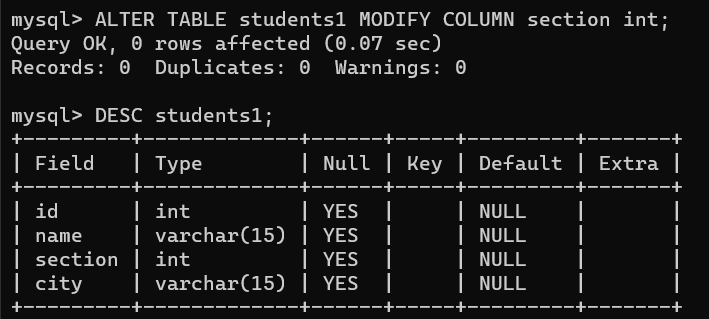 mysql> ALTER TABLE students1 MODIFY COLUMN section int;
Query OK, 0 rows affected (0.07 sec)
Records: 0  Duplicates: 0  Warnings: 0

mysql> DESC students1;
+---------+-------------+------+-----+---------+-------+
| Field   | Type        | Null | Key | Default | Extra |
+---------+-------------+------+-----+---------+-------+
| id      | int         | YES  |     | NULL    |       |
| name    | varchar(15) | YES  |     | NULL    |       |
| section | int         | YES  |     | NULL    |       |
| city    | varchar(15) | YES  |     | NULL    |       |
+---------+-------------+------+-----+---------+-------+